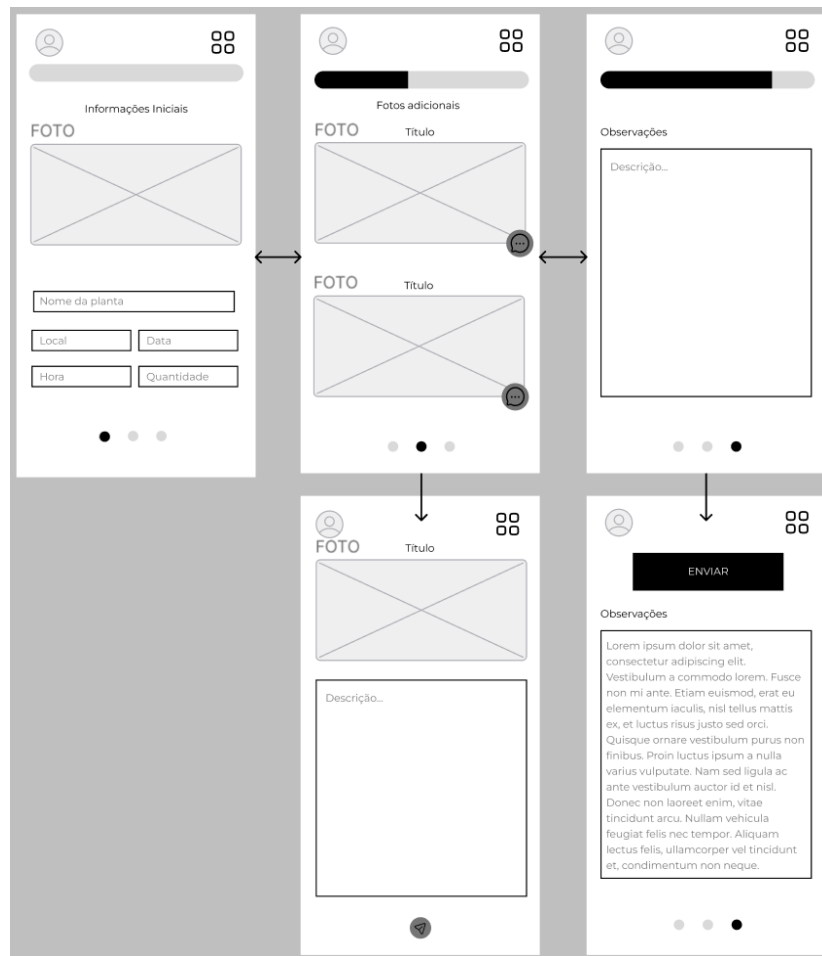 Informações Iniciais
FOTO
Nome da planta
Local
Data
Hora
Quantidade
Fotos adicionais
FOTO
Título
FOTO
Título
Observações
Descrição...
FOTO
Título
Descrição...
ENVIAR
Observações
Lorem ipsum dolor sit amet,
consectetur adipiscing elit.
Vestibulum a commodo lorem. Fusce
non mi ante. Etiam euismod, erat eu
elementum iaculis, nisl tellus mattis
ex, et luctus risus justo sed orci.
Quisque ornare vestibulum purus non
finibus. Proin luctus ipsum a nulla
varius vulputate. Nam sed ligula ac
ante vestibulum auctor id et nisl.
Donec non laoreet enim, vitae
tincidunt arcu. Nullam vehicula
feugiat felis nec tempor. Aliquam
lectus felis, ullamcorper vel tincidunt
et, condimentum non neque.